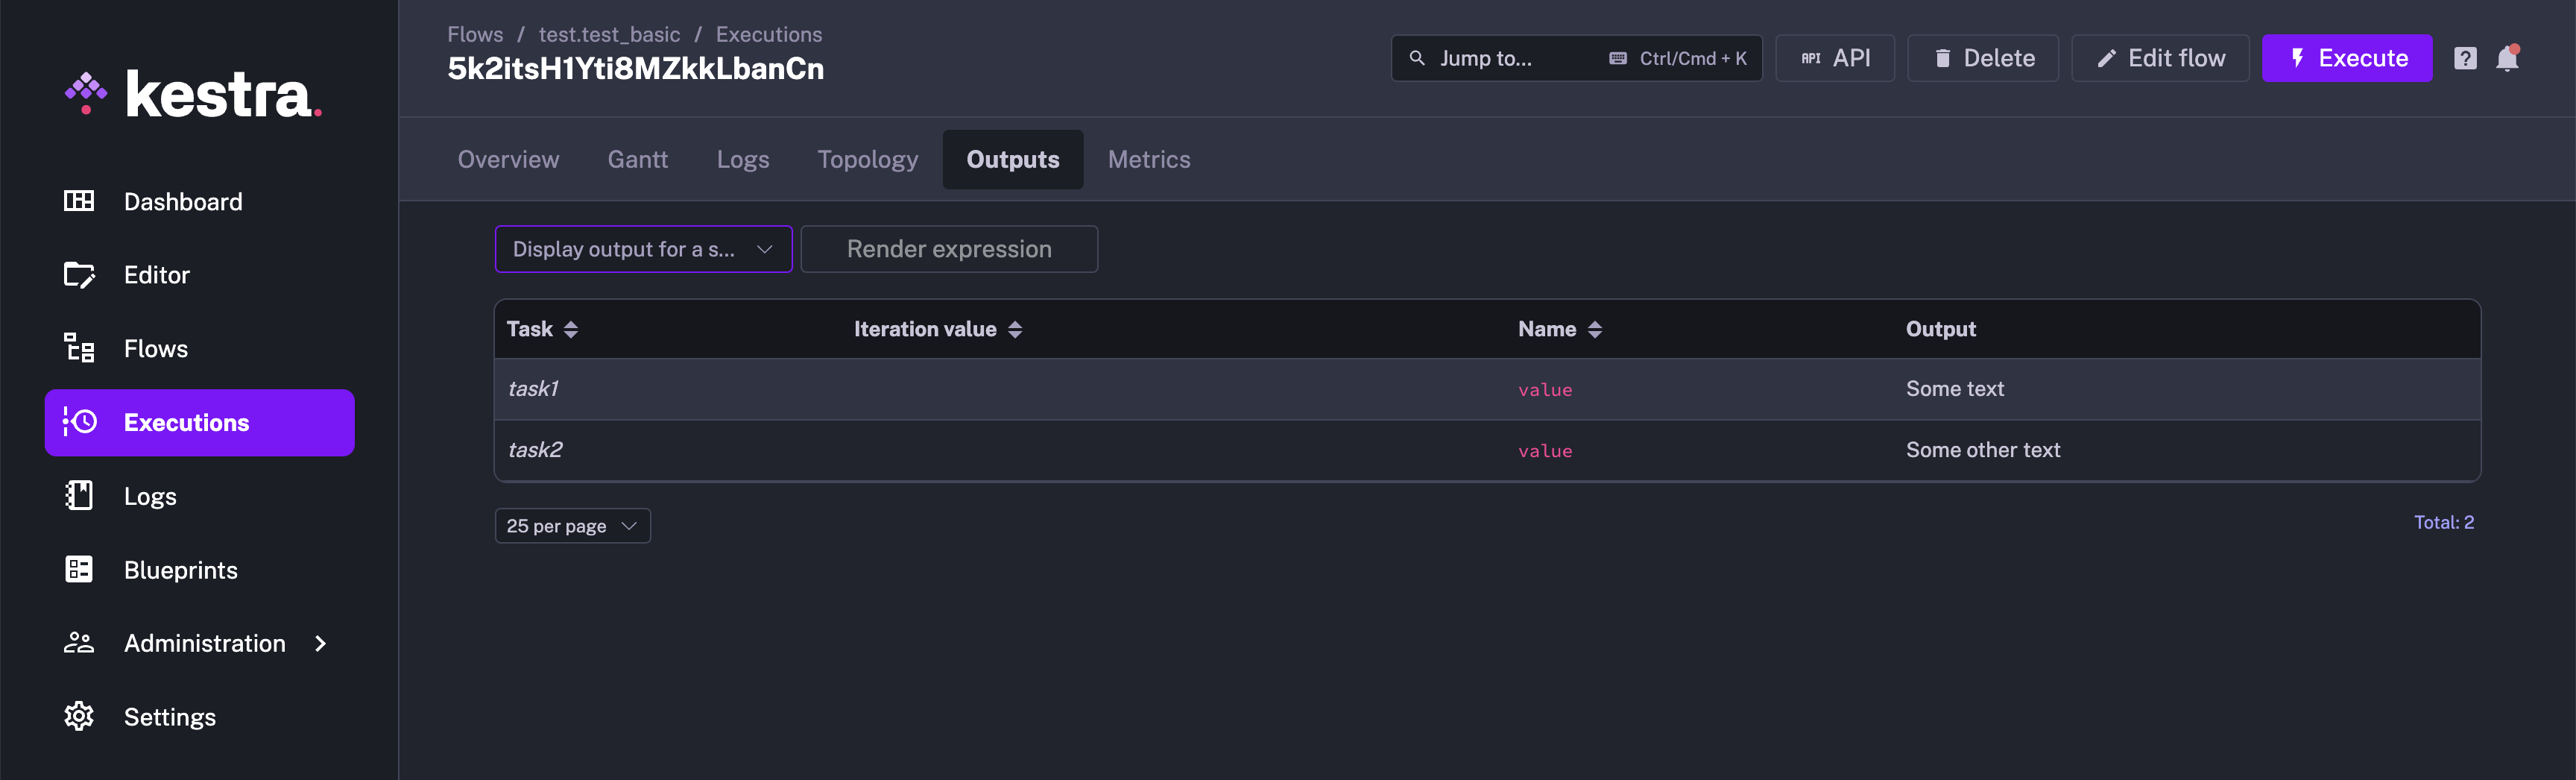 kestra.
Dashboard
Editor
Flows
Executions
Logs
Blueprints
Administration
Settings
Flows / test.test_basic / Executions
5k2itsH1Yti8MZkkLbanCn
Jump to... Ctrl/Cmd + K
API API
Delete
Edit flow
Execute
?
Overview Gantt Logs Topology Outputs Metrics
Display output for a s... Render expression
Task Iteration value Name Output
task1 value Some text
task2 value Some other text
25 per page Total: 2